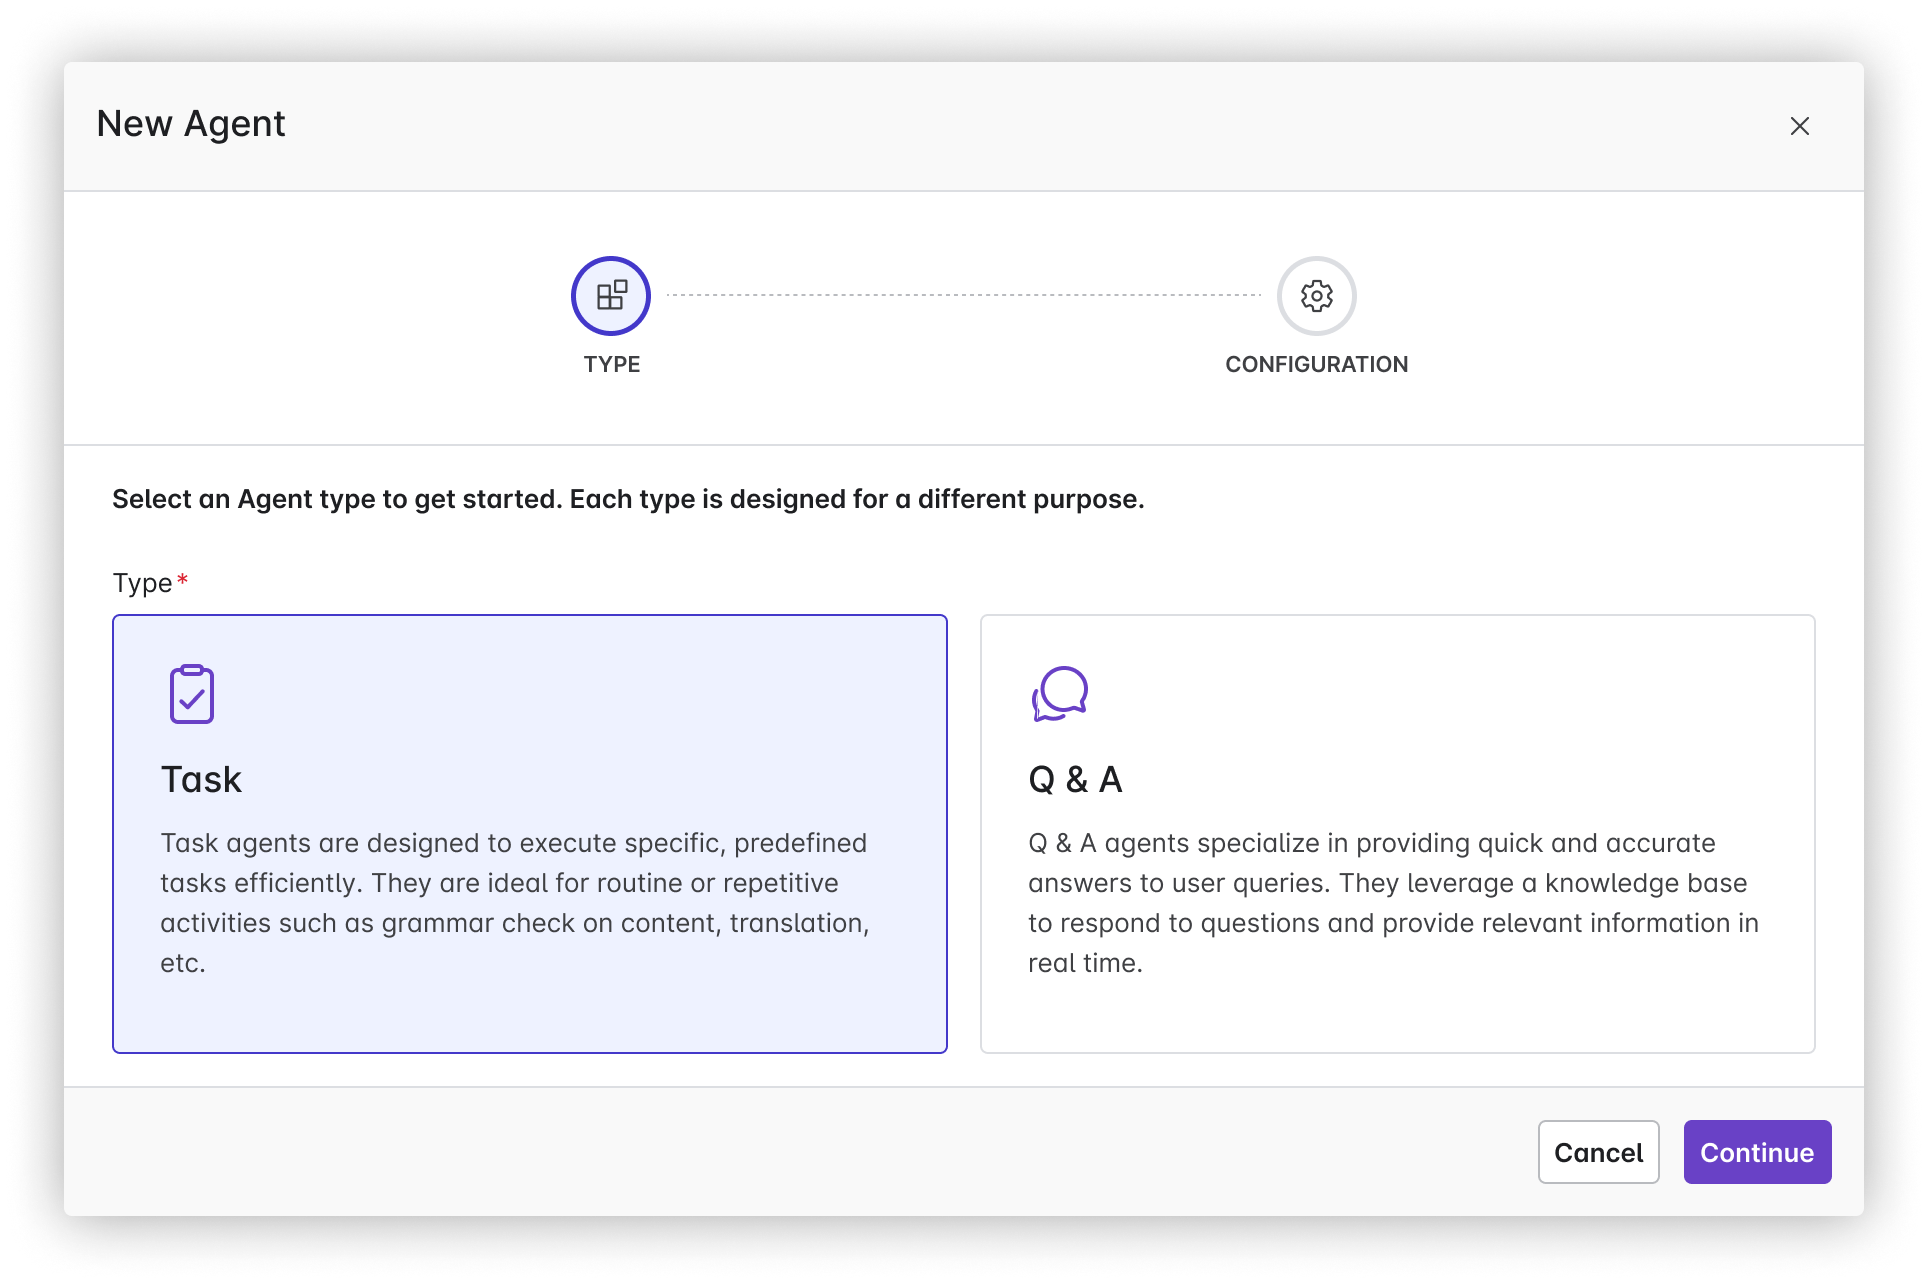 New Agent
TYPE
CONFIGURATION
Select an Agent type to get started. Each type is designed for a different purpose.
Type*
Task
Task agents are designed to execute specific, predefined
tasks efficiently. They are ideal for routine or repetitive
activities such as grammar check on content, translation,
etc.
Q & A
Q & A agents specialize in providing quick and accurate
answers to user queries. They leverage a knowledge base
to respond to questions and provide relevant information in
real time.
Cancel
Continue